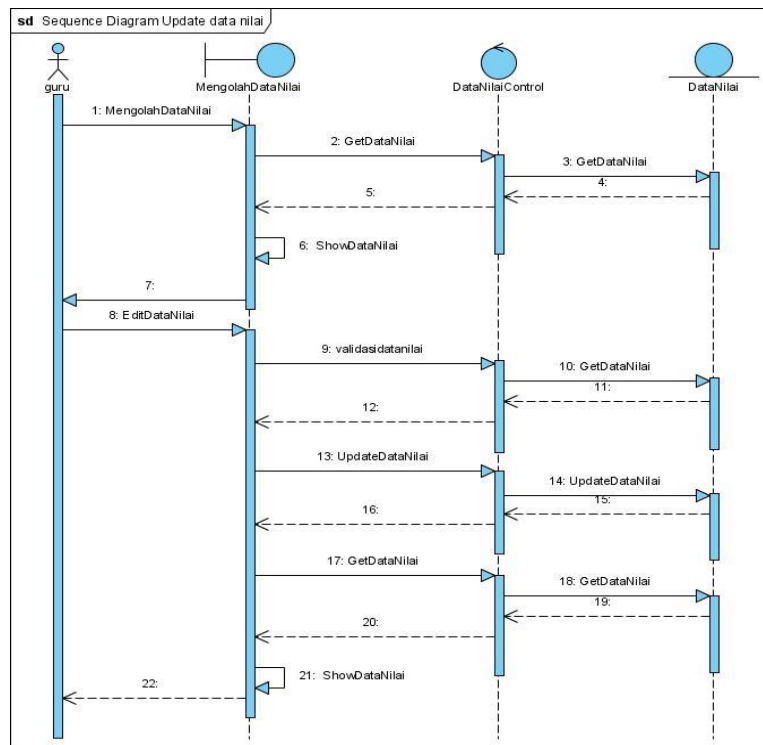 sd Sequence Diagram Update data nilai
guru
MengolahDataNilai
DataNilaiControl
DataNilai
1: MengolahDataNilai
2: GetDataNilai
3: GetDataNilai
4:
5:
6: ShowDataNilai
7:
8: EditDataNilai
9: validasidatanilai
10: GetDataNilai
11:
12:
13: UpdateDataNilai
14: UpdateDataNilai
15:
16:
17: GetDataNilai
18: GetDataNilai
19:
20:
21: ShowDataNilai
22: